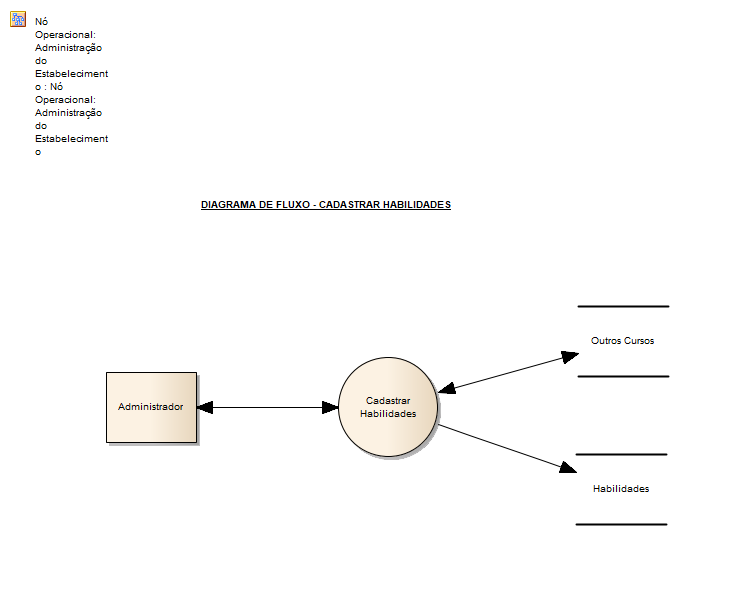 Nó
Operacional:
Administração
do
Estabeleciment
o : Nó
Operacional:
Administração
do
Estabeleciment
o
DIAGRAMA DE FLUXO - CADASTRAR HABILIDADES
Outros Cursos
Administrador
Cadastrar
Habilidades
Habilidades